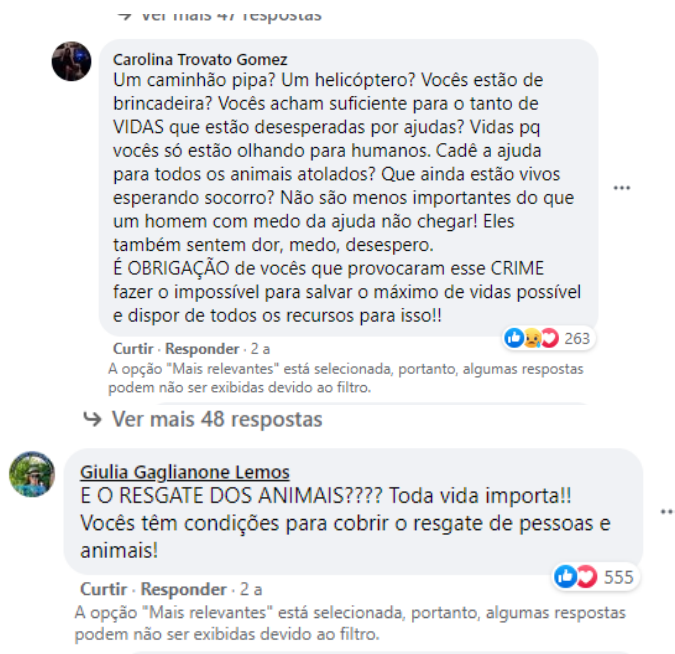 Ver mais 47 respostas
Carolina Trovato Gomez
Um caminhão pipa? Um helicóptero? Vocês estão de
brincadeira? Vocês acham suficiente para o tanto de
VIDAS que estão desesperadas por ajudas? Vidas pq
vocês só estão olhando para humanos. Cadê a ajuda
para todos os animais atolados? Que ainda estão vivos
esperando socorro? Não são menos importantes do que
um homem com medo da ajuda não chegar! Eles
também sentem dor, medo, desespero.
É OBRIGAÇÃO de vocês que provocaram esse CRIME
fazer o impossível para salvar o máximo de vidas possível
e dispor de todos os recursos para isso!!
263
Curtir · Responder · 2 a
A opção "Mais relevantes" está selecionada, portanto, algumas respostas
podem não ser exibidas devido ao filtro.
Ver mais 48 respostas
Giulia Gaglianone Lemos
E O RESGATE DOS ANIMAIS???? Toda vida importa!!
Vocês têm condições para cobrir o resgate de pessoas e
animais!
555
Curtir · Responder · 2 a
A opção "Mais relevantes" está selecionada, portanto, algumas respostas
podem não ser exibidas devido ao filtro.